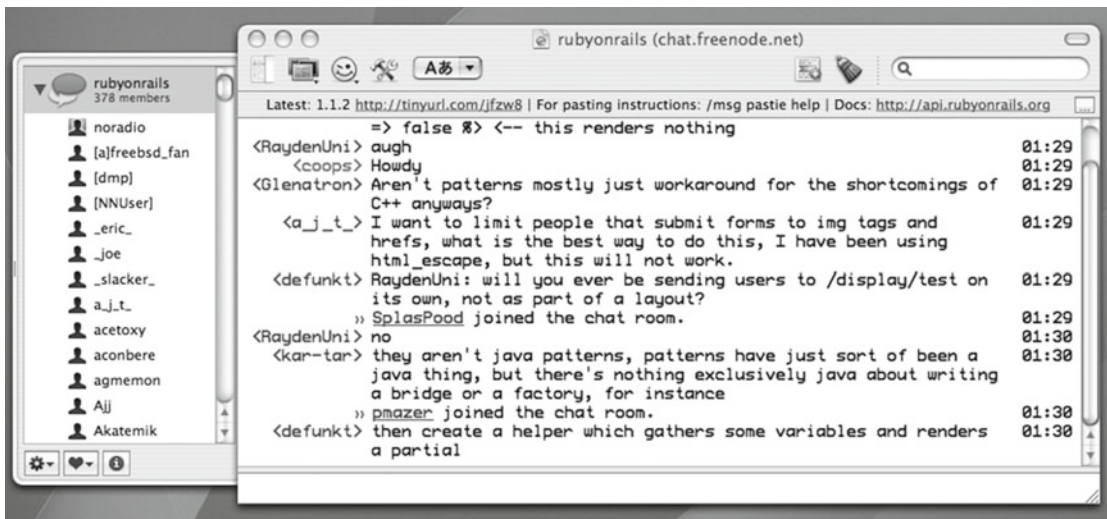 rubyonrails
378 members
noradio
[a]freebsd_fan
[dmp]
[NNUser]
_eric_
_joe
_slacker_
a_j_t_
acetoxy
aconbere
agmemon
Ajj
Akatemik
rubyonrails (chat.freenode.net)
Aあ
Latest: 1.1.2 http://tinyurl.com/jfzw8 | For pasting instructions: /msg pastie help | Docs: http://api.rubyonrails.org
=> false %> <-- this renders nothing
<RaydenUni> augh 01:29
<coops> Howdy 01:29
<Glenatron> Aren't patterns mostly just workaround for the shortcomings of 01:29
C++ anyways?
<a_j_t_> I want to limit people that submit forms to img tags and 01:29
hrefs, what is the best way to do this, I have been using
html_escape, but this will not work.
<defunkt> RaydenUni: will you ever be sending users to /display/test on 01:29
its own, not as part of a layout?
» SplasPood joined the chat room. 01:29
<RaydenUni> no 01:30
<kar-tar> they aren't java patterns, patterns have just sort of been a 01:30
java thing, but there's nothing exclusively java about writing
a bridge or a factory, for instance
» pmazer joined the chat room. 01:30
<defunkt> then create a helper which gathers some variables and renders 01:30
a partial